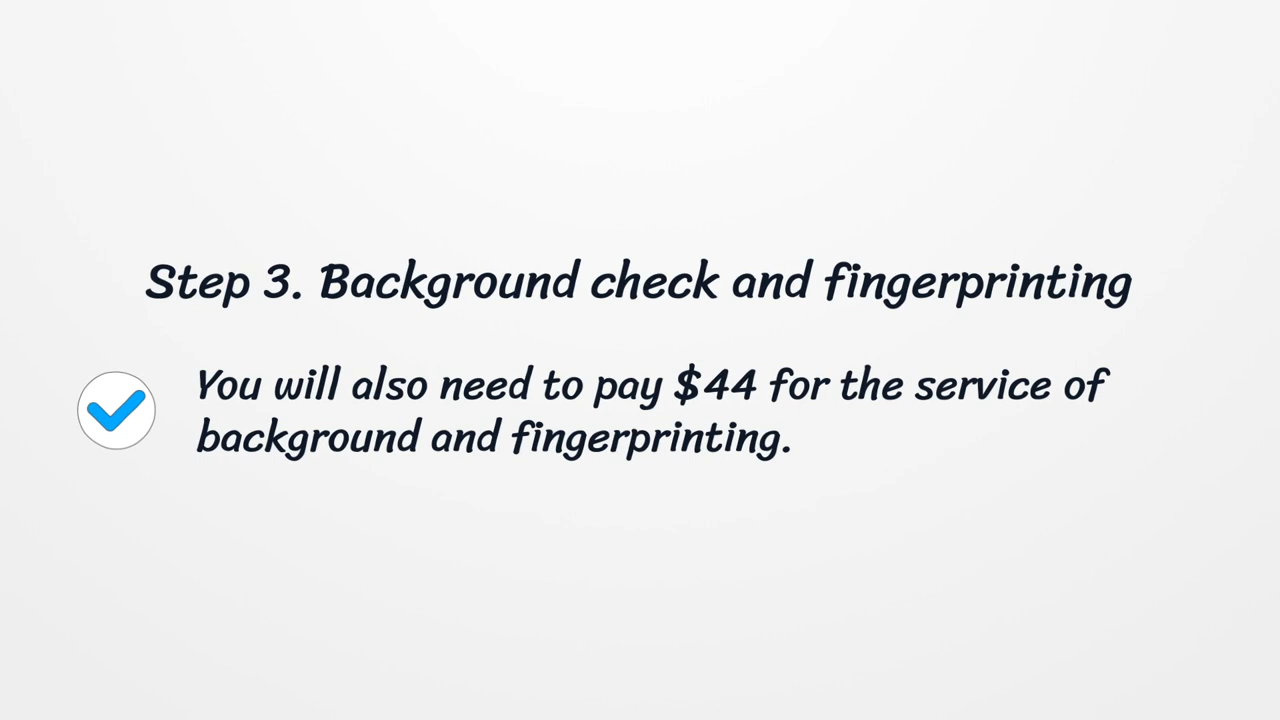 Step 3. Background check and fingerprinting
You will also need to pay $44 for the service of
background and fingerprinting.